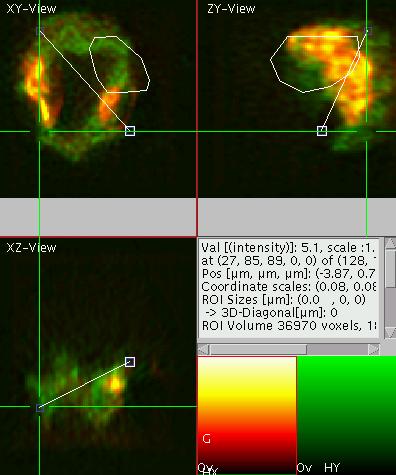 XY-View
ZY-View
XZ-View
Val [(intensity)]: 5.1, scale :1.
at (27, 85, 89, 0, 0) of (128,
Pos [µm, µm, µm]: (-3.87, 0.7
Coordinate scales: (0.08, 0.08
ROI Sizes [µm]: (0.0 , 0, 0)
-> 3D-Diagonal[µm]: 0
ROI Volume 36970 voxels, 18
G
Ov
HX
Ov HY